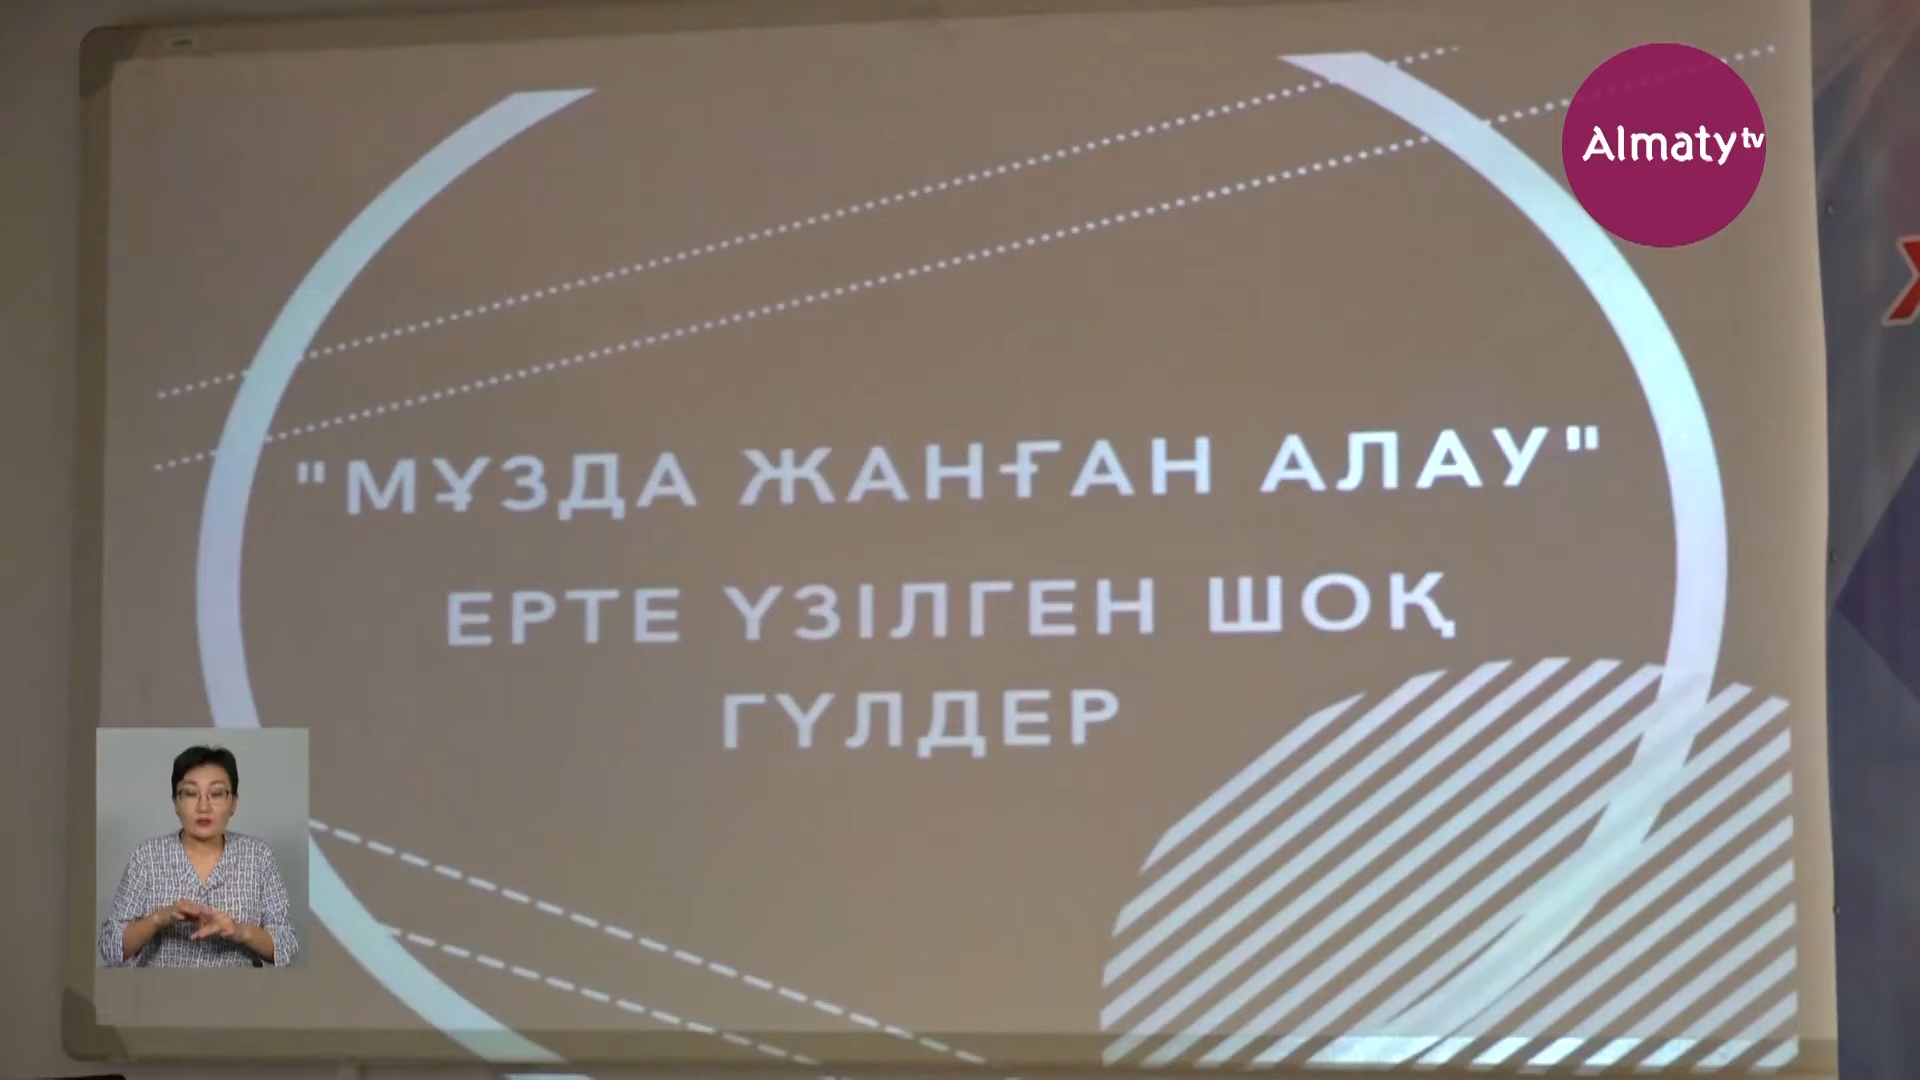 Almaty tv
"МҰЗДА ЖАНҒАН АЛАУ"
ЕРТЕ ҮЗІЛГЕН ШОҚ
ГҮЛДЕР